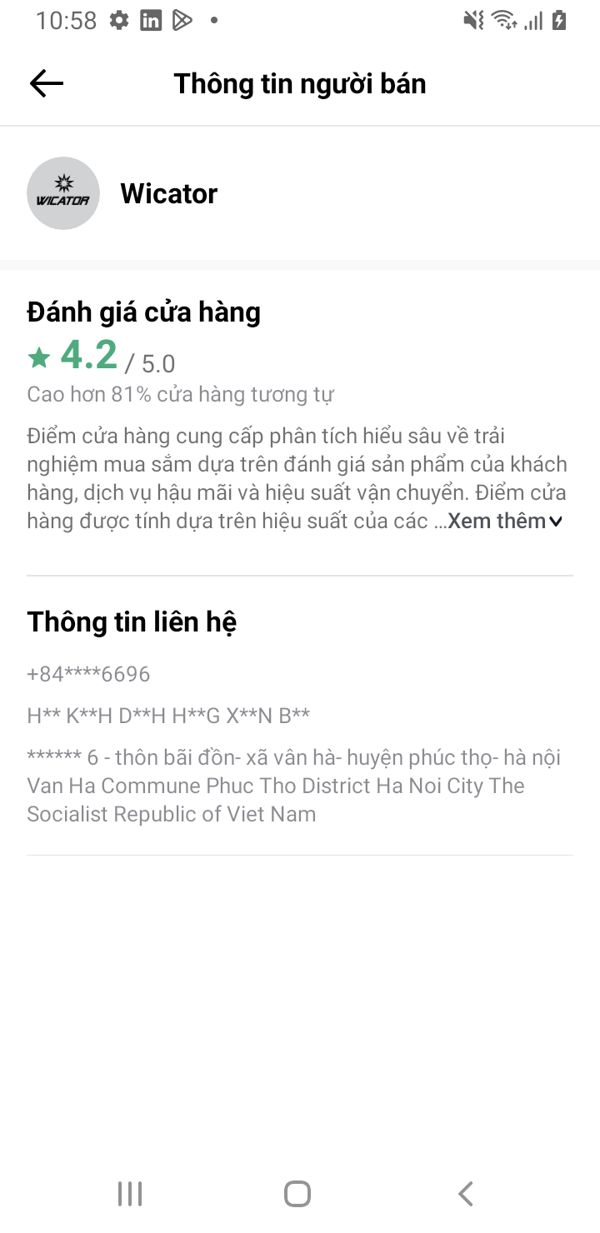 10:58
Thông tin người bán
WICATOR
Wicator
Đánh giá cửa hàng
4.2 / 5.0
Cao hơn 81% cửa hàng tương tự
Điểm cửa hàng cung cấp phân tích hiểu sâu về trải
nghiệm mua sắm dựa trên đánh giá sản phẩm của khách
hàng, dịch vụ hậu mãi và hiệu suất vận chuyển. Điểm cửa
hàng được tính dựa trên hiệu suất của các ...Xem thêm
Thông tin liên hệ
+84****6696
H** K**H D**H H**G X**N B**
****** 6 - thôn bãi đồn- xã vân hà- huyện phúc thọ- hà nội
Van Ha Commune Phuc Tho District Ha Noi City The
Socialist Republic of Viet Nam